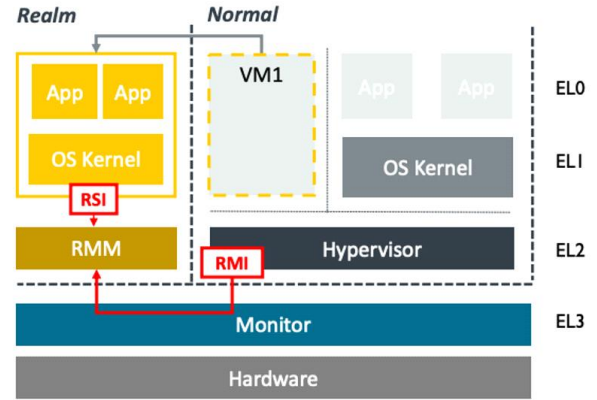 Realm
Normal
App
App
VM1
App
App
EL0
OS Kernel
OS Kernel
EL1
RSI
RMM
Hypervisor
EL2
RMI
Monitor
EL3
Hardware